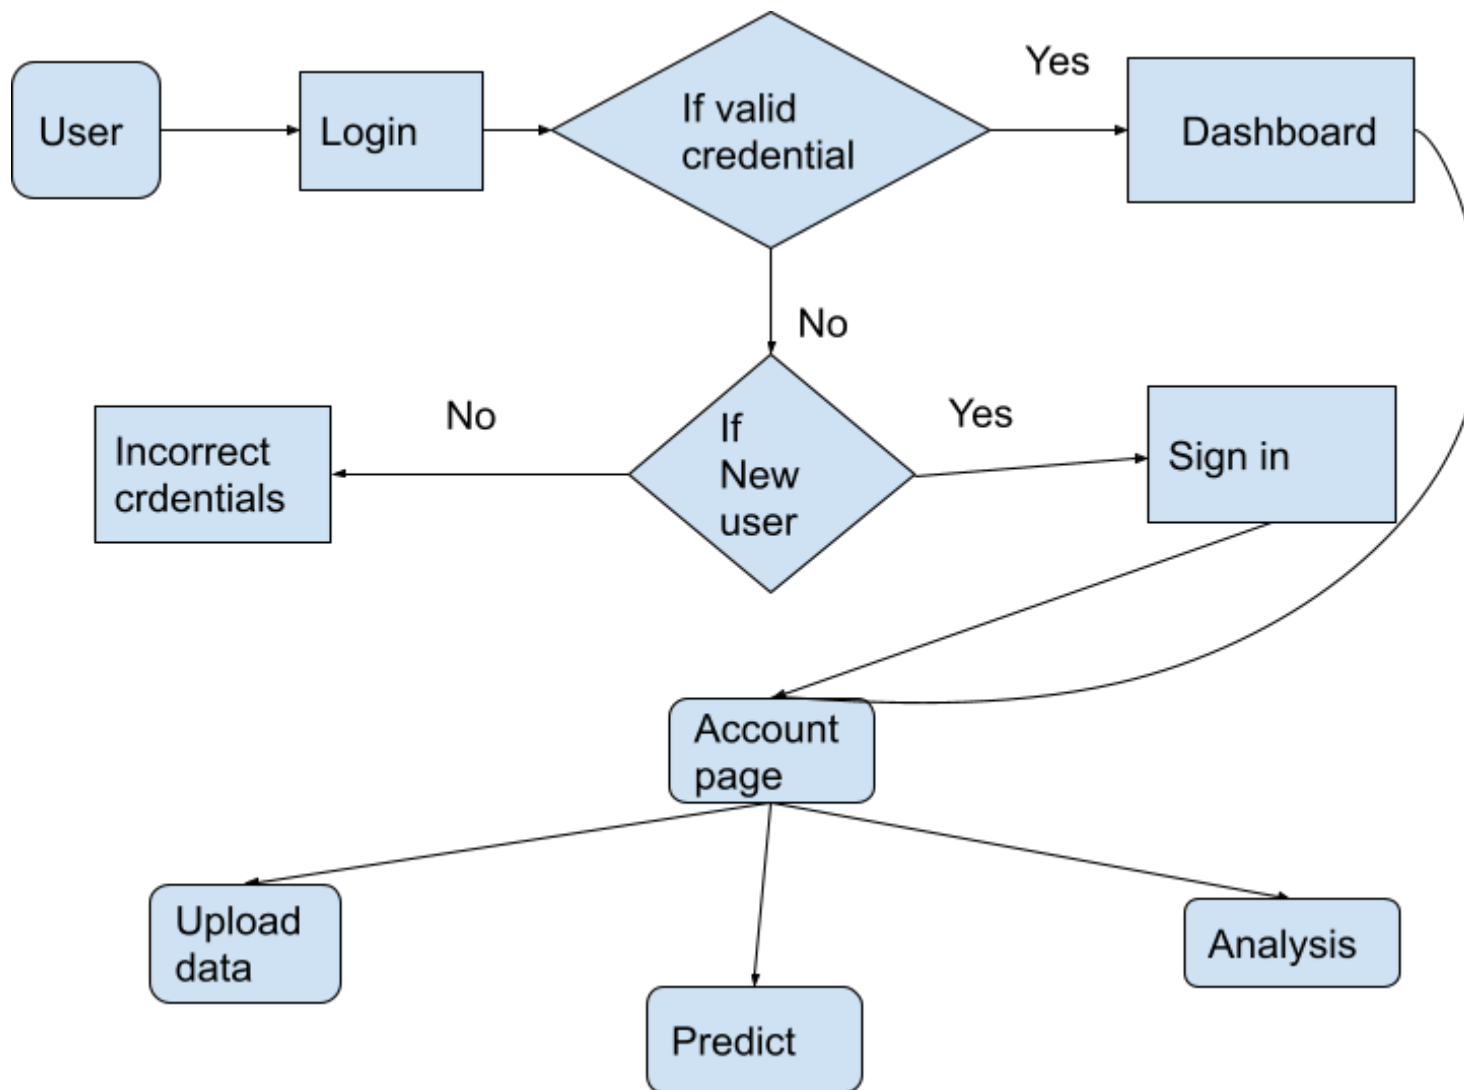 User
Login
If valid
credential
Yes
Dashboard
No
If
New
user
No
Incorrect
crdentials
Yes
Sign in
Account
page
Upload
data
Predict
Analysis